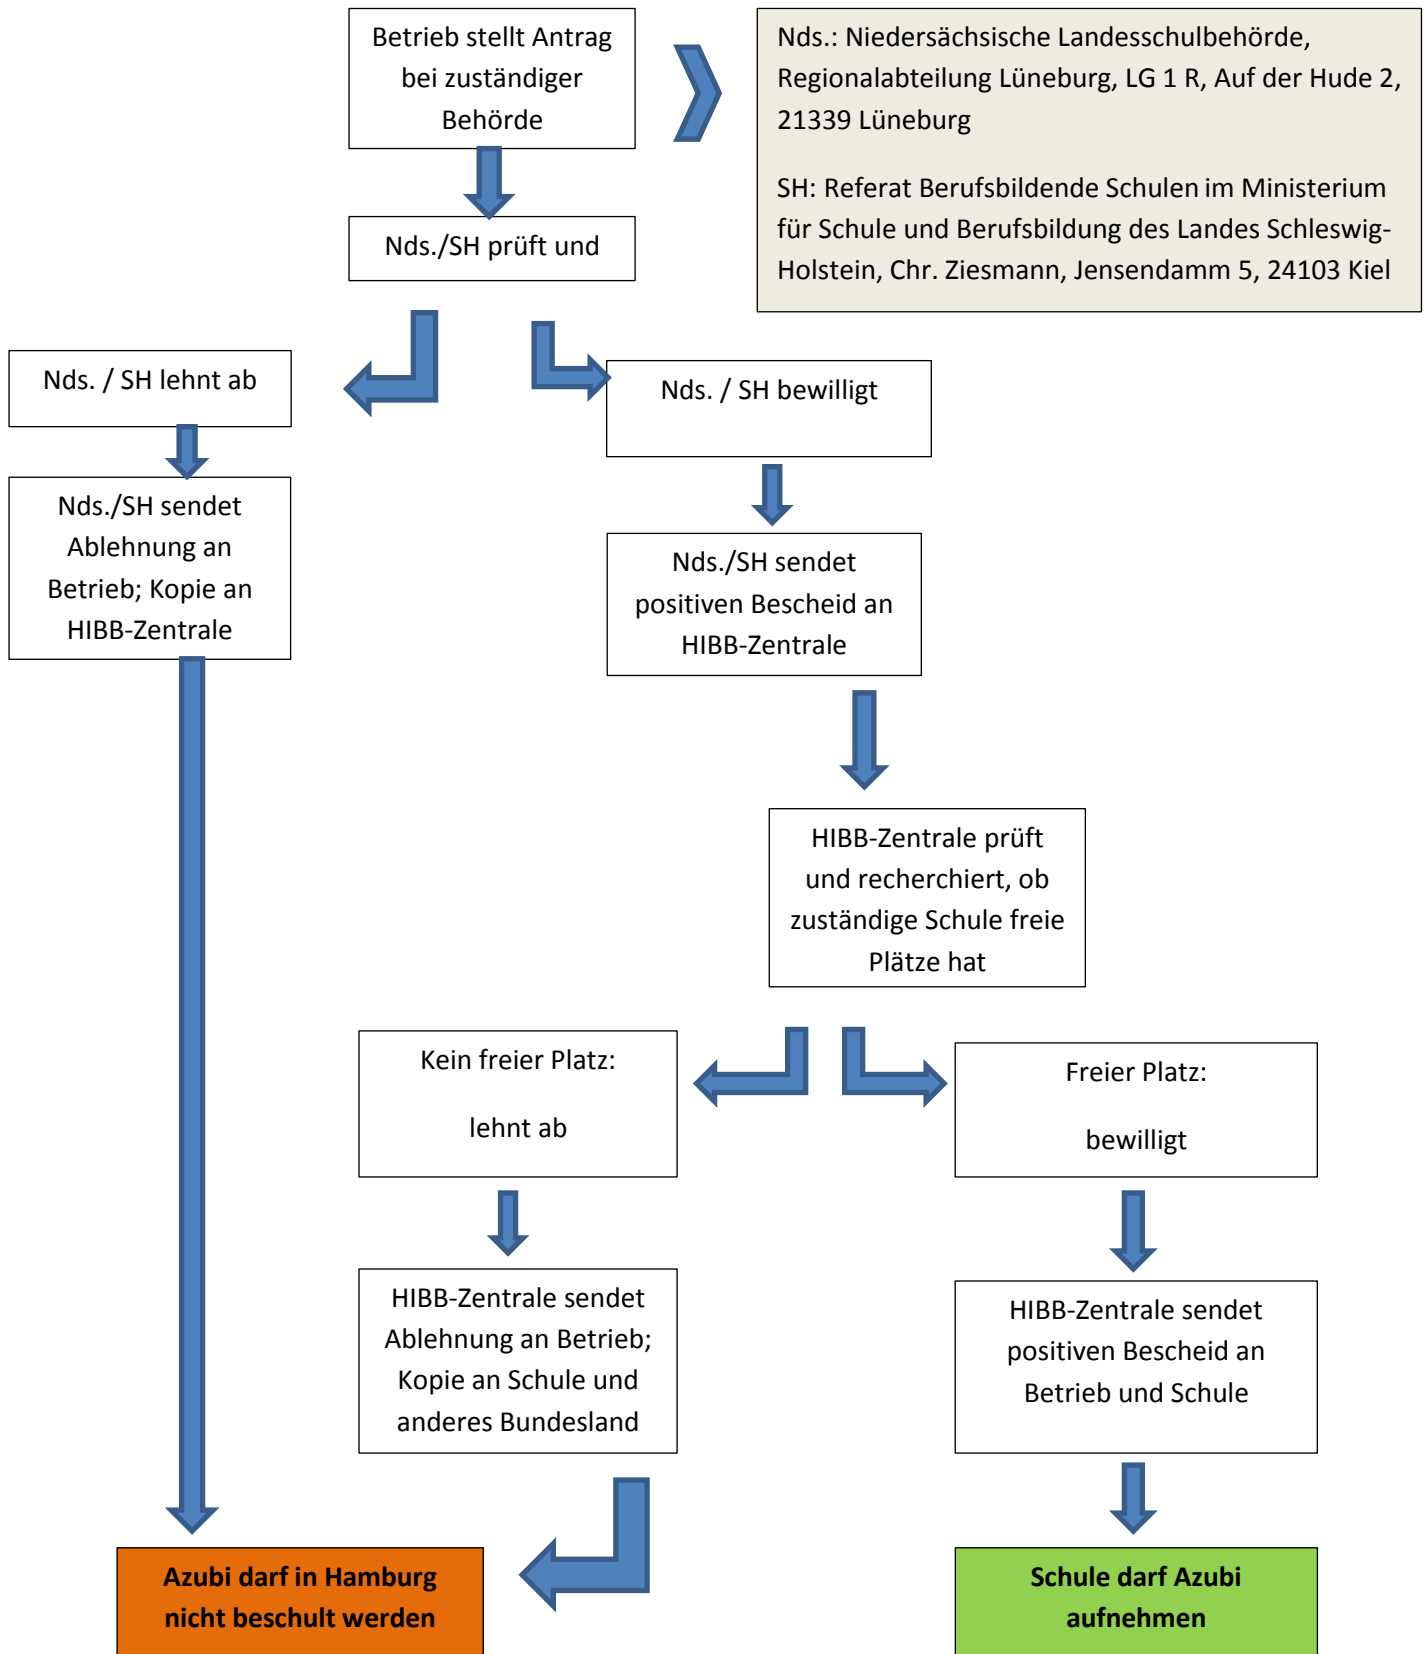 Betrieb stellt Antrag
bei zuständiger
Behörde
Nds.: Niedersächsische Landesschulbehörde,
Regionalabteilung Lüneburg, LG 1 R, Auf der Hude 2,
21339 Lüneburg
SH: Referat Berufsbildende Schulen im Ministerium
für Schule und Berufsbildung des Landes Schleswig-
Holstein, Chr. Ziesmann, Jensendamm 5, 24103 Kiel
Nds./SH prüft und
Nds. / SH lehnt ab
Nds. / SH bewilligt
Nds./SH sendet
Ablehnung an
Betrieb; Kopie an
HIBB-Zentrale
Nds./SH sendet
positiven Bescheid an
HIBB-Zentrale
HIBB-Zentrale prüft
und recherchiert, ob
zuständige Schule freie
Plätze hat
Kein freier Platz:
lehnt ab
Freier Platz:
bewilligt
HIBB-Zentrale sendet
Ablehnung an Betrieb;
Kopie an Schule und
anderes Bundesland
HIBB-Zentrale sendet
positiven Bescheid an
Betrieb und Schule
Azubi darf in Hamburg
nicht beschult werden
Schule darf Azubi
aufnehmen